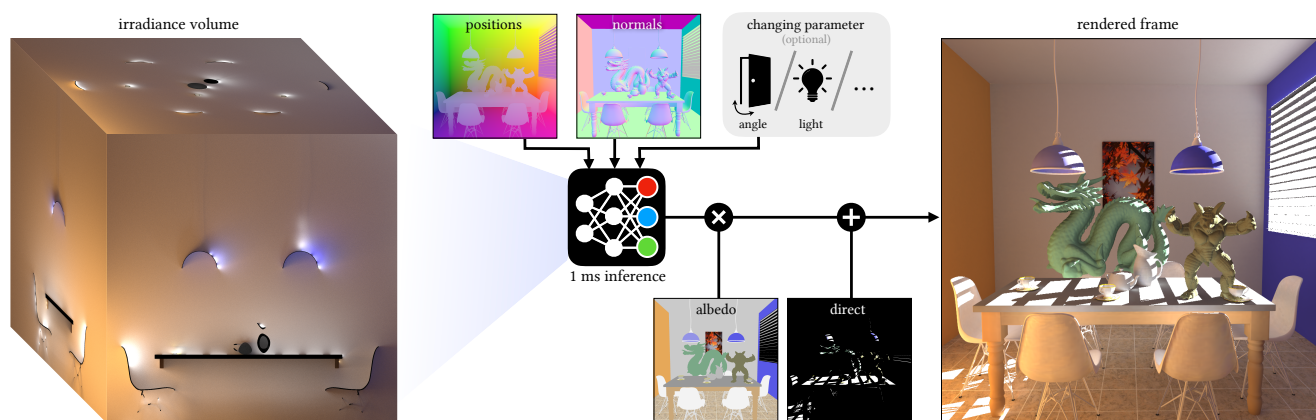 irradiance volume
positions
normals
changing parameter
(optional)
angle
light
...
rendered frame
1 ms inference
albedo
direct